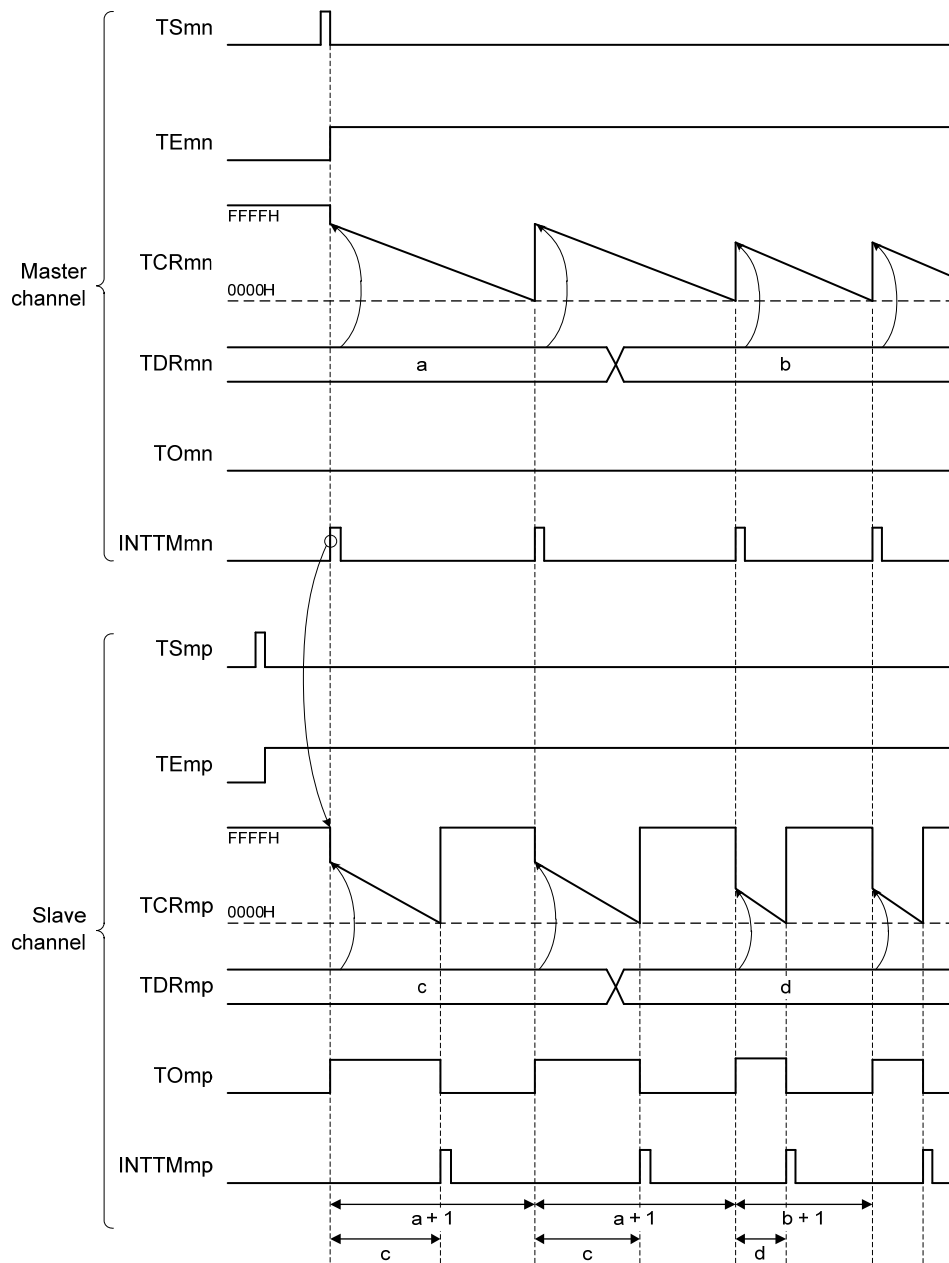 TSmn
TEmn
FFFFH
TCRmn
Master
channel
0000H
TDRmn
a
b
TOmn
INTTMmn
TSmp
TEmp
FFFFH
TCRmp
0000H
Slave
channel
TDRmp
c
d
TOmp
INTTMmp
a + 1
a + 1
b + 1
c
c
d